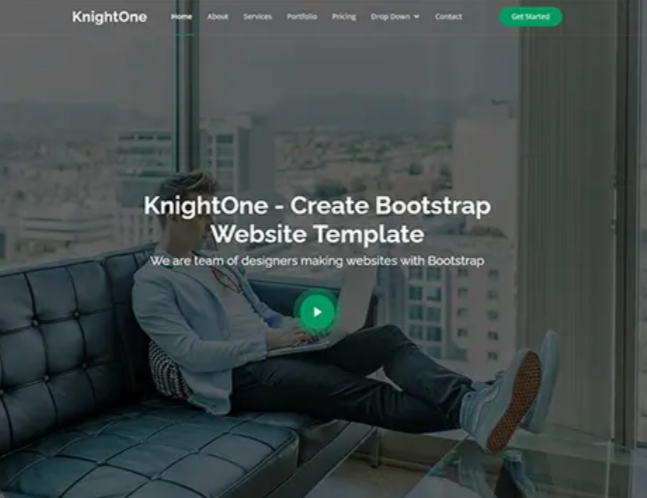 KnightOne Home About Services Portfolio Pricing Drop Down Contact Get Started
KnightOne - Create Bootstrap
Website Template
We are team of designers making websites with Bootstrap